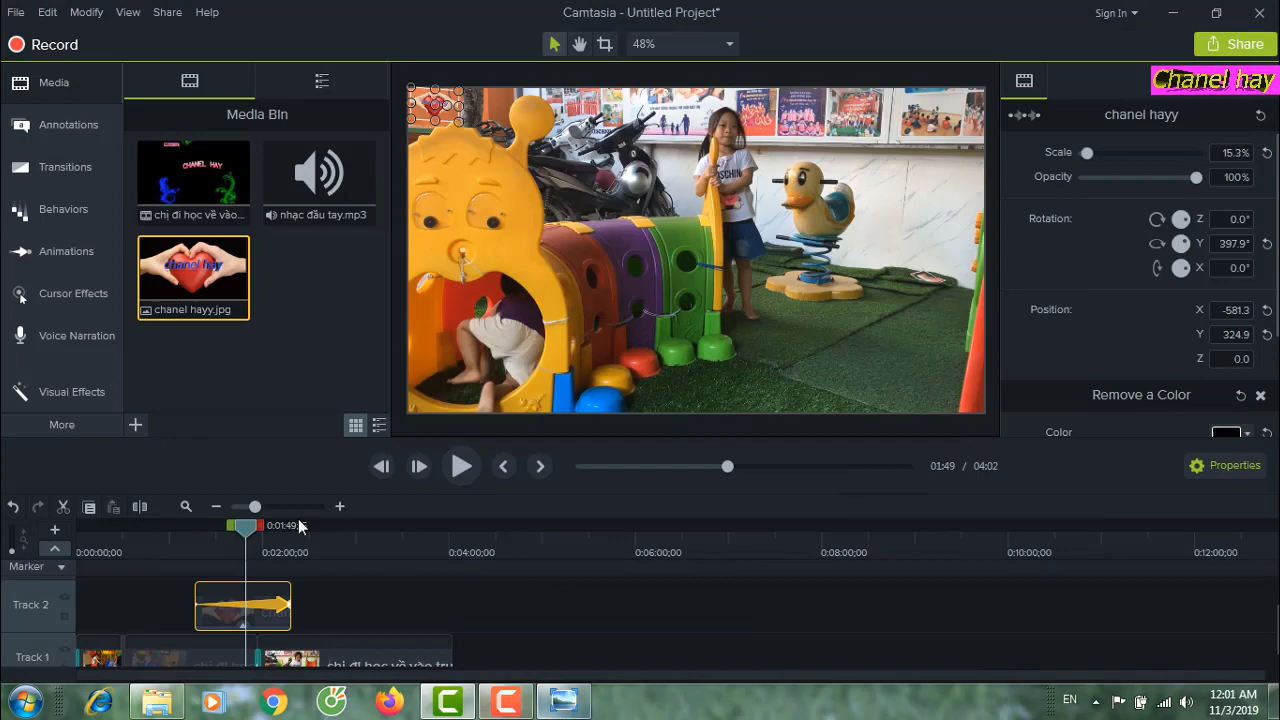 File Edit Modify View Share Help
Camtasia - Untitled Project*
Sign In
Record
48%
Share
Chanel hay
Media
Annotations
Transitions
Behaviors
Animations
Cursor Effects
Voice Narration
Visual Effects
More
Media Bin
CHANEL HAY
chị đi học về vào...
nhạc đầu tay.mp3
chanel hay
chanel hayy.jpg
chanel hayy
Scale 15.3%
Opacity 100%
Rotation: Z 0.0°
Y 397.9°
X 0.0°
Position: X -581.3
Y 324.9
Z 0.0
Remove a Color
Color
01:49 / 04:02
Properties
0:01:49;
0:00:00;00 0:02:00;00 0:04:00;00 0:06:00;00 0:08:00;00 0:10:00;00 0:12:00;00
Marker
Track 2
Track 1
chị đi học về vào tru
EN
12:01 AM
11/3/2019